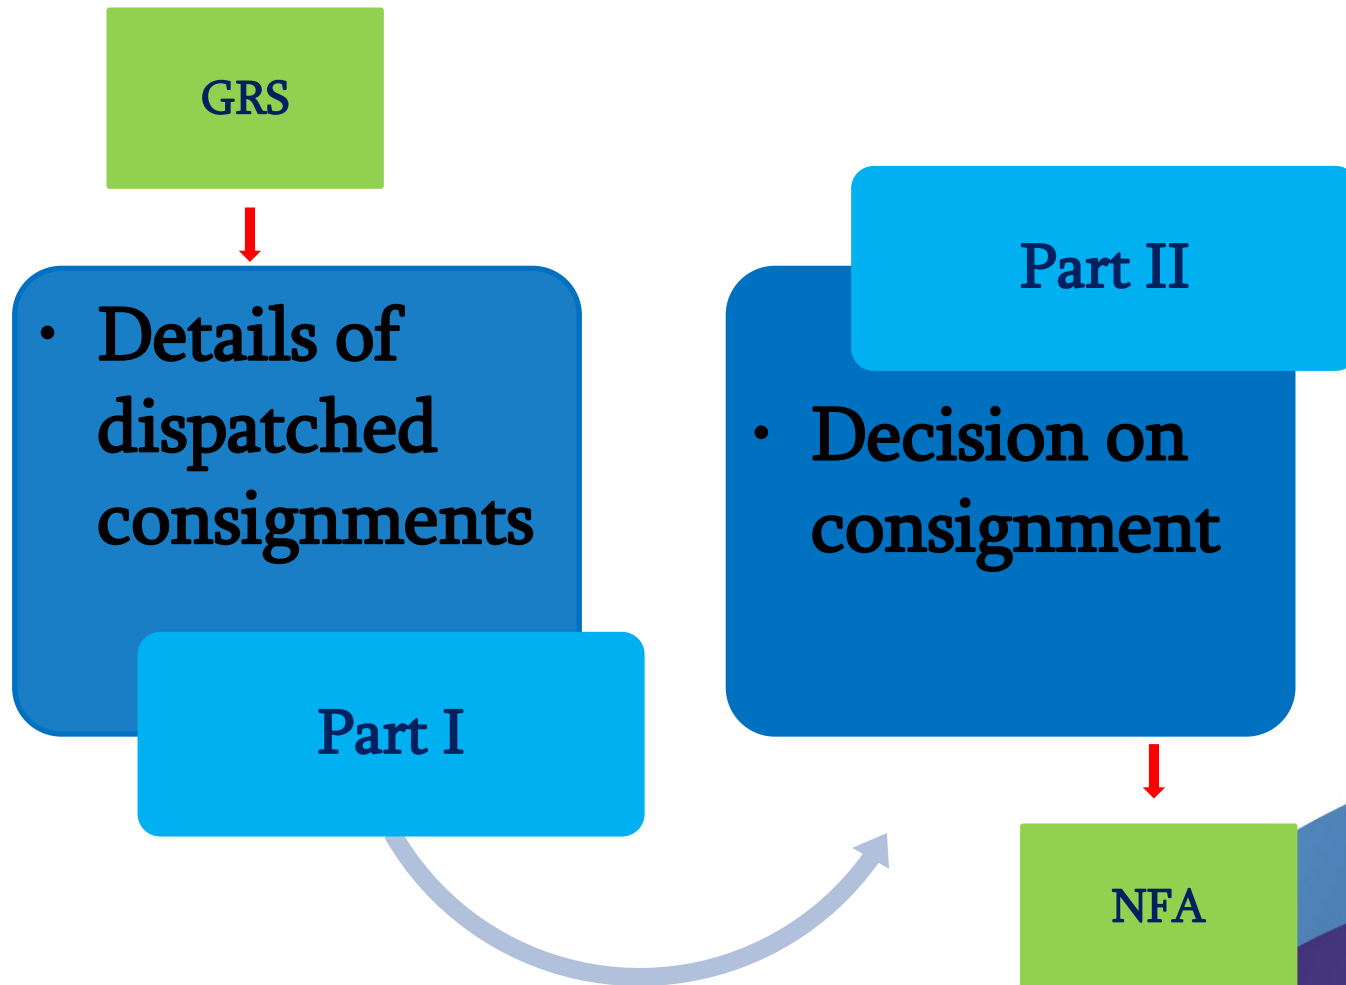 GRS
• Details of
dispatched
consignments
Part I
Part II
• Decision on
consignment
NFA